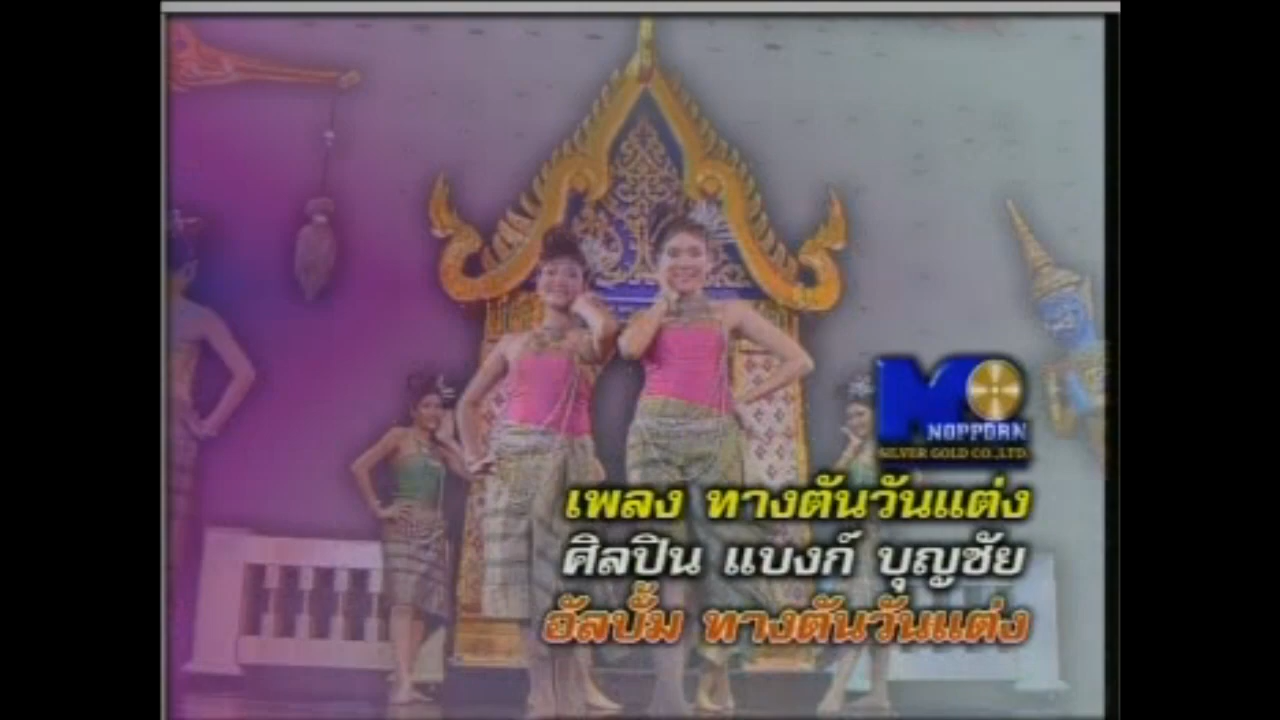 NOPPORN
SILVER GOLD CO.,LTD.
เพลง ทางตันวันแต่ง
ศิลปิน แบงก์ บุญชัย
อัลบั้ม ทางตันวันแต่ง